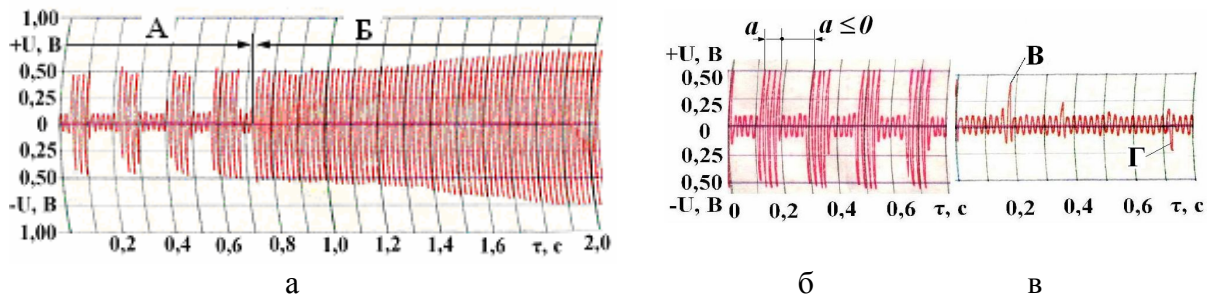 1,00
+U, В
0,50
0,25
0
0,25
0,50
-U, В
1,00
А
Б
0,2 0,4 0,6 0,8 1,0 1,2 1,4 1,6 τ, с 2,0
а
a
a ≤ 0
+U, В
0,50
0,25
0
0,25
0,50
-U, В
0 0,2 0,4 0,6 τ, с
б
В
Г
0,2 0,4 0,6 τ, с
в